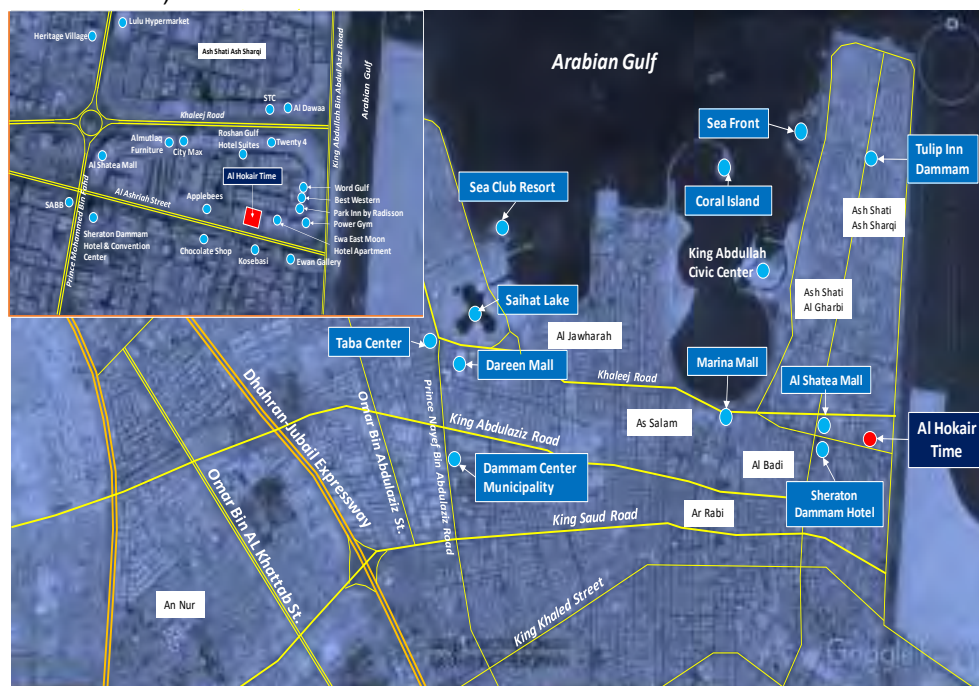 Lulu Hypermarket
Heritage Village
Ash Shati Ash Sharqi
King Abdullah Bin Abdul Aziz Road
Arabian Gulf
STC
Al Dawaa
Khaleej Road
Almutlaq
Furniture
City Max
Roshan Gulf
Hotel Suites
Twenty 4
Al Shatea Mall
Al Hokair Time
Word Gulf
Best Western
Park Inn by Radisson
Power Gym
Al Ashriah Street
Applebees
SABB
Sheraton Dammam
Hotel & Convention
Center
Prince Mohammed Bin Fahd
Chocolate Shop
Kosebasi
Ewa East Moon
Hotel Apartment
Ewan Gallery
Arabian Gulf
Sea Front
Tulip Inn
Dammam
Sea Club Resort
Coral Island
Ash Shati
Ash Sharqi
King Abdullah
Civic Center
Ash Shati
Al Gharbi
Saihat Lake
Al Jawharah
Taba Center
Dareen Mall
Khaleej Road
Marina Mall
Al Shatea Mall
As Salam
Al Hokair
Time
Dhahran-Jubail Expressway
Omar Bin Abdulaziz St.
Prince Nayef Bin Abdulaziz Road
King Abdulaziz Road
Dammam Center
Municipality
Al Badi
Sheraton
Dammam Hotel
Omar Bin Al Khattab St.
King Saud Road
Ar Rabi
An Nur
King Khaled Street
Google